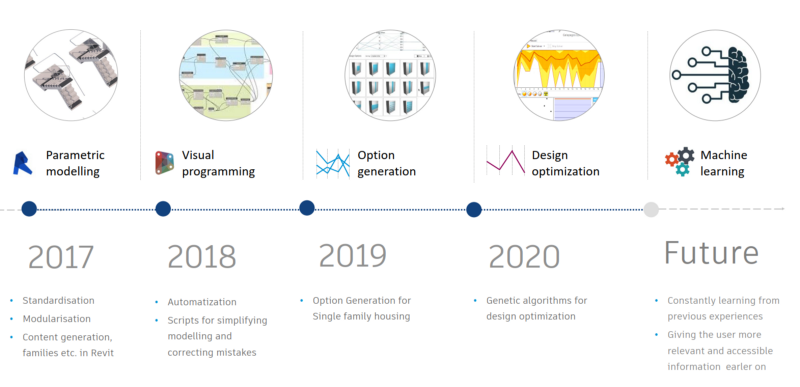 Parametric
modelling
Visual
programming
Option
generation
Design
optimization
Machine
learning
2017
2018
2019
2020
Future
• Standardisation
• Modularisation
• Content generation,
families etc. in Revit
• Automatization
• Scripts for simplifying
modelling and
correcting mistakes
• Option Generation for
Single family housing
• Genetic algorithms for
design optimization
• Constantly learning from
previous experiences
• Giving the user more
relevant and accessible
information earler on